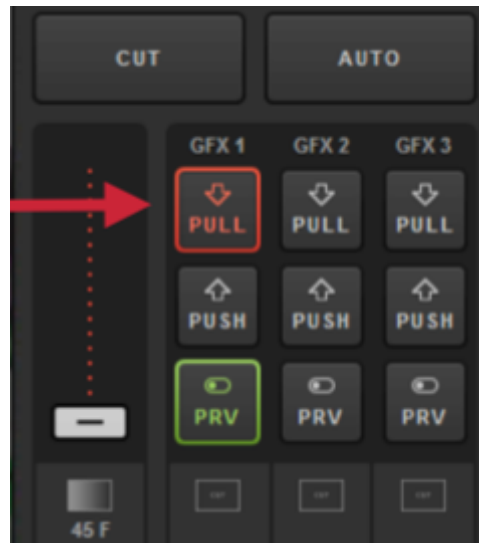 CUT AUTO
GFX 1 GFX 2 GFX 3
PULL PULL PULL
PUSH PUSH PUSH
PRV PRV PRV
45 F